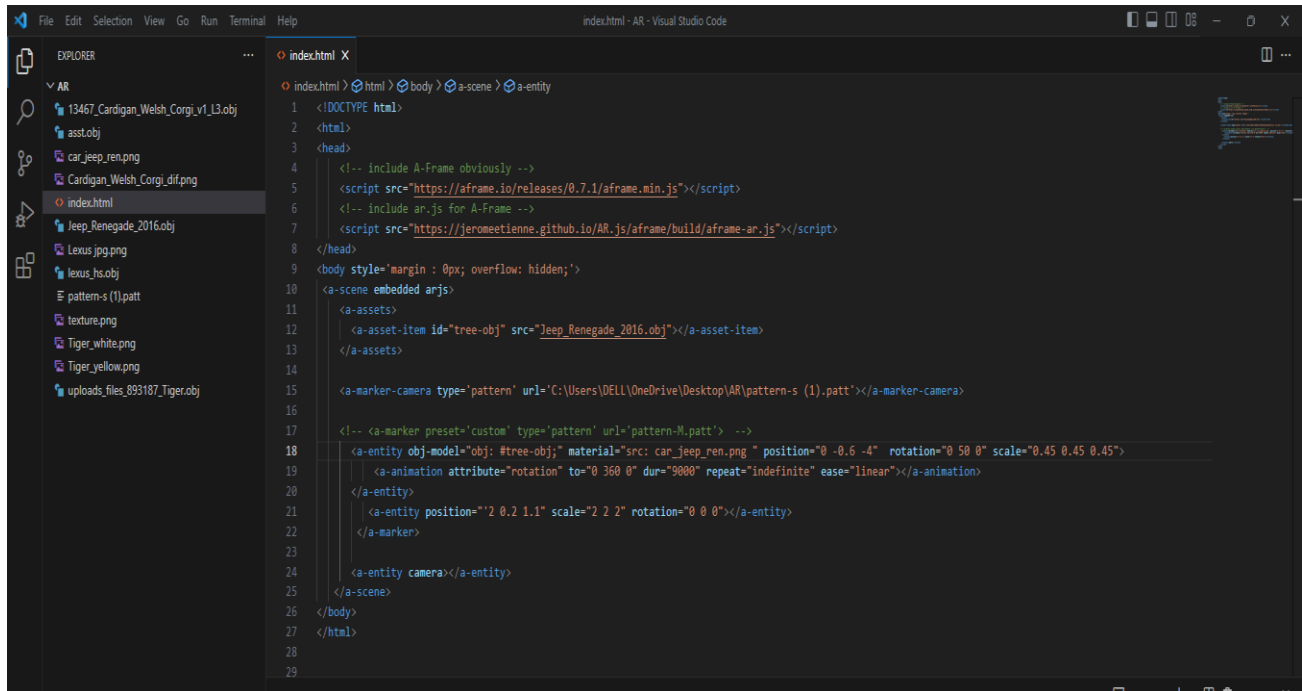 File Edit Selection View Go Run Terminal Help
index.html - AR - Visual Studio Code
EXPLORER
AR
13467_Cardigan_Welsh_Corgi_v1_L3.obj
asst.obj
car_jeep_ren.png
Cardigan_Welsh_Corgi_dif.png
index.html
Jeep_Renegade_2016.obj
Lexus jpg.png
lexus_hs.obj
pattern-s (1).patt
texture.png
Tiger_white.png
Tiger_yellow.png
uploads_files_893187_Tiger.obj
index.html X
index.html > html > body > a-scene > a-entity
1 <!DOCTYPE html>
2 <html>
3 <head>
4 <!-- include A-Frame obviously -->
5 <script src="https://aframe.io/releases/0.7.1/aframe.min.js"></script>
6 <!-- include ar.js for A-Frame -->
7 <script src="https://jeromeetienne.github.io/AR.js/aframe/build/aframe-ar.js"></script>
8 </head>
9 <body style='margin : 0px; overflow: hidden;'>
10 <a-scene embedded arjs>
11 <a-assets>
12 <a-asset-item id="tree-obj" src="Jeep_Renegade_2016.obj"></a-asset-item>
13 </a-assets>
14
15 <a-marker-camera type='pattern' url='C:\Users\DELL\OneDrive\Desktop\AR\pattern-s (1).patt'></a-marker-camera>
16
17 <!-- <a-marker preset='custom' type='pattern' url='pattern-M.patt'> -->
18 <a-entity obj-model="obj: #tree-obj;" material="src: car_jeep_ren.png " position="0 -0.6 -4" rotation="0 50 0" scale="0.45 0.45 0.45">
19 <a-animation attribute="rotation" to="0 360 0" dur="9000" repeat="indefinite" ease="linear"></a-animation>
20 </a-entity>
21 <a-entity position="'2 0.2 1.1" scale="2 2 2" rotation="0 0 0"></a-entity>
22 </a-marker>
23
24 <a-entity camera></a-entity>
25 </a-scene>
26 </body>
27 </html>
28
29